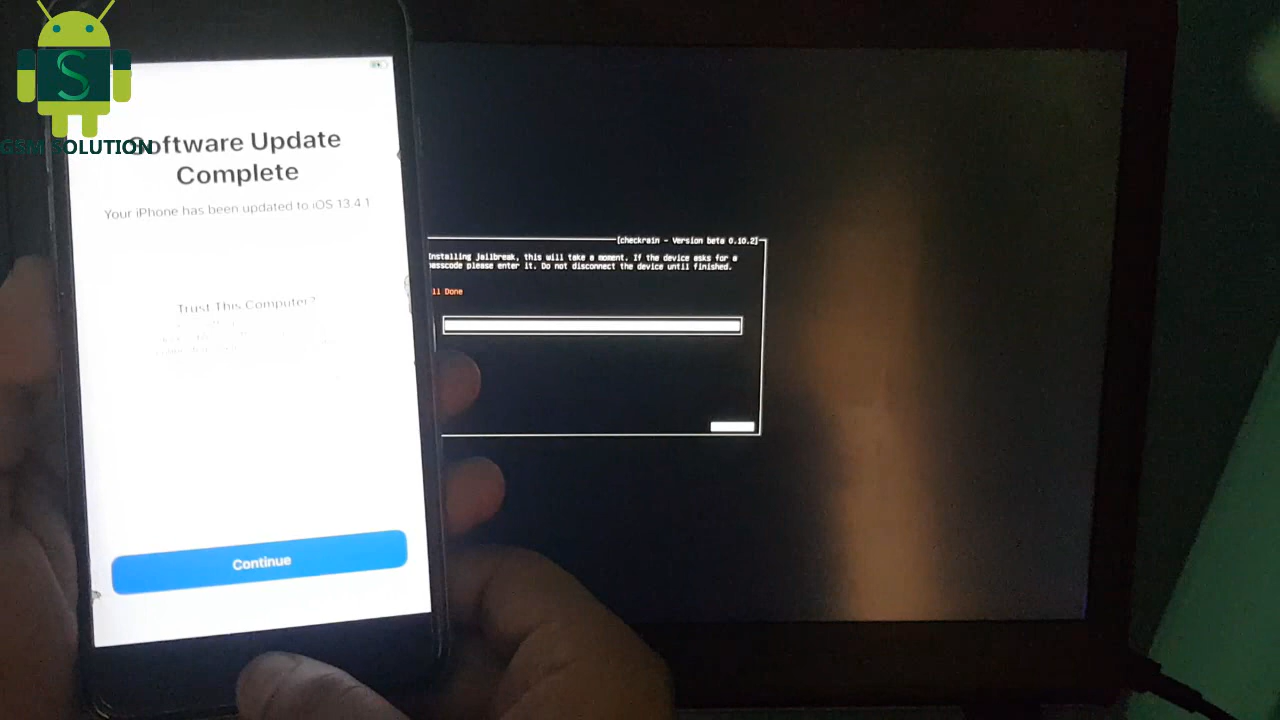 S
GSM SOLUTION
Software Update
Complete
Your iPhone has been updated to iOS 13.4.1
Trust This Computer?
Continue
[checkra1n - Version beta 0.10.2]
Installing jailbreak, this will take a moment. If the device asks for a
passcode please enter it. Do not disconnect the device until finished.
All Done